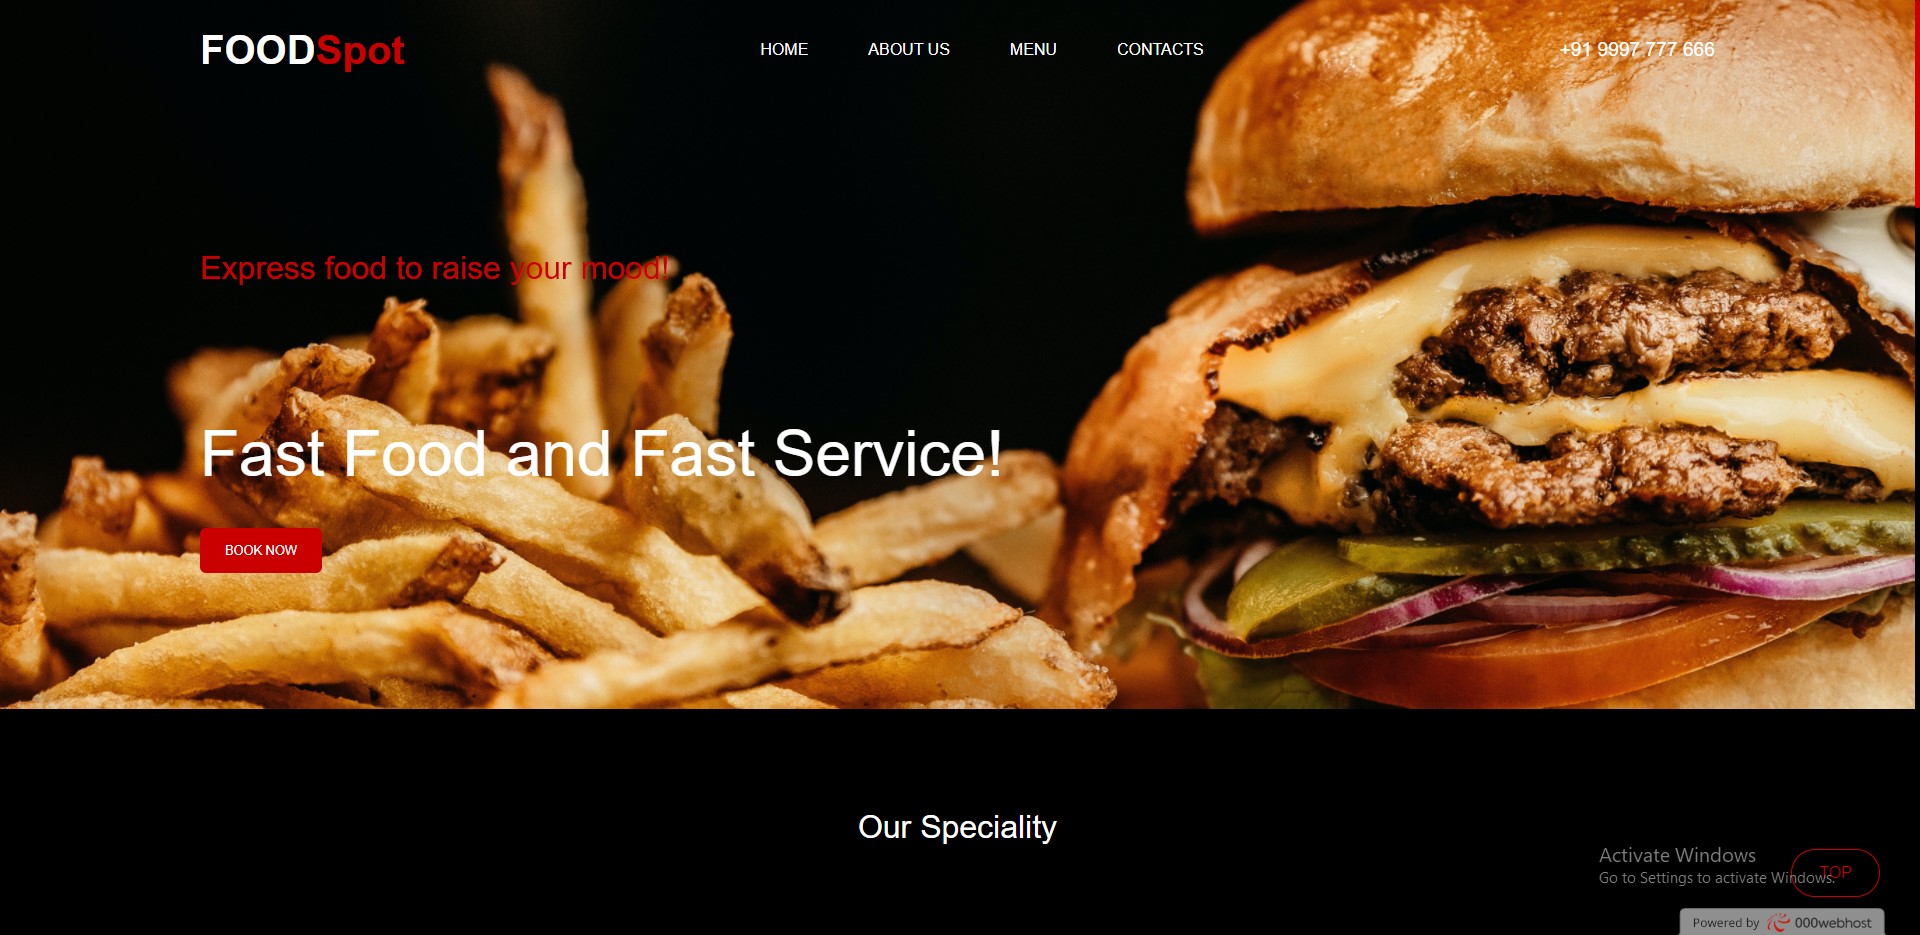 FOODSpot
HOME ABOUT US MENU CONTACTS
+91 9997 777 666
Express food to raise your mood!
Fast Food and Fast Service!
BOOK NOW
Our Speciality
Activate Windows
Go to Settings to activate Windows.
TOP
Powered by 000webhost